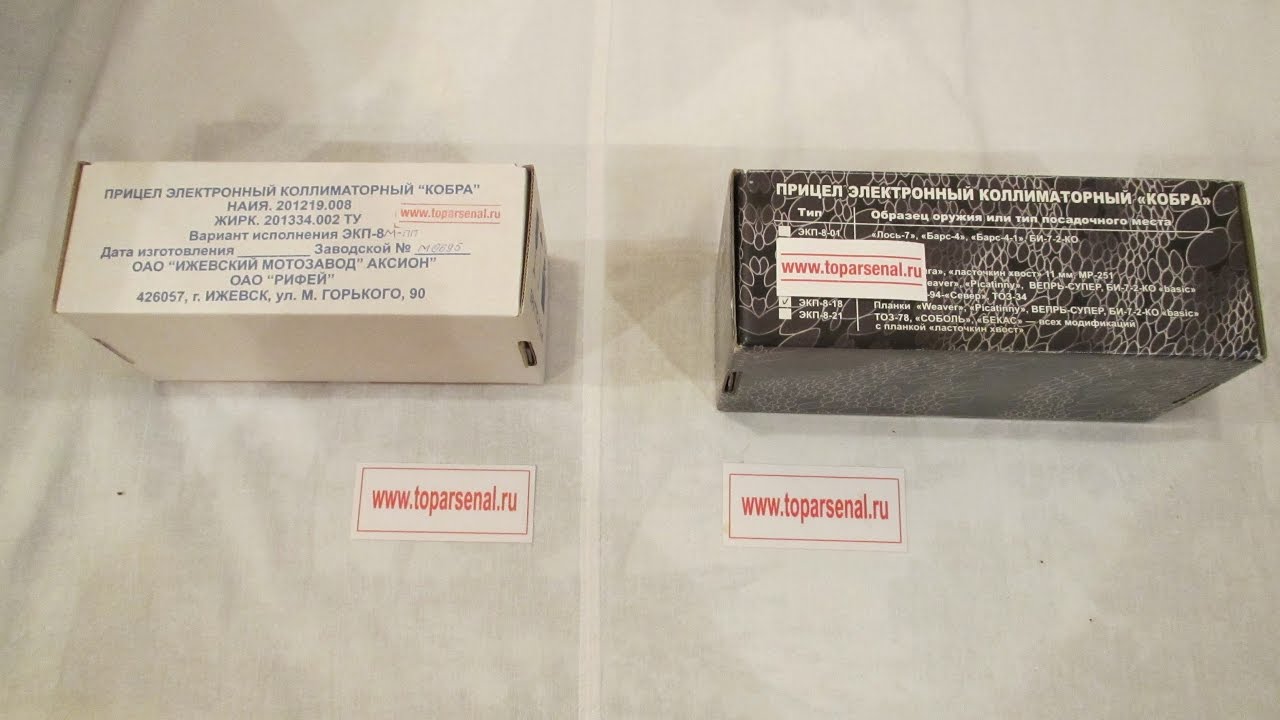 ПРИЦЕЛ ЭЛЕКТРОННЫЙ КОЛЛИМАТОРНЫЙ "КОБРА"
НАИЯ. 201219.008
ЖИРК. 201334.002 ТУ
www.toparsenal.ru
Вариант исполнения ЭКП-8М-ПП
Дата изготовления Заводской №
ОАО "ИЖЕВСКИЙ МОТОЗАВОД" АКСИОН"
ОАО "РИФЕЙ"
426057, г. ИЖЕВСК, ул. М. ГОРЬКОГО, 90
ПРИЦЕЛ ЭЛЕКТРОННЫЙ КОЛЛИМАТОРНЫЙ «КОБРА»
Тип Образец оружия или тип посадочного места
ЭКП-8-01 «Лось-7», «Барс-4», «Барс-4-1», БИ-7-2-КО
www.toparsenal.ru
«ласточкин хвост» 11 мм, МР-251
«Picatinny», ВЕПРЬ-СУПЕР, БИ-7-2-КО «basic»
-94-«Север», ТОЗ-34
✓ ЭКП-8-18 Планки «Weaver», «Picatinny», ВЕПРЬ-СУПЕР, БИ-7-2-КО «basic»
ЭКП-8-21 ТОЗ-78, «СОБОЛЬ», «БЕКАС» — всех модификаций
с планкой «ласточкин хвост»
www.toparsenal.ru
www.toparsenal.ru